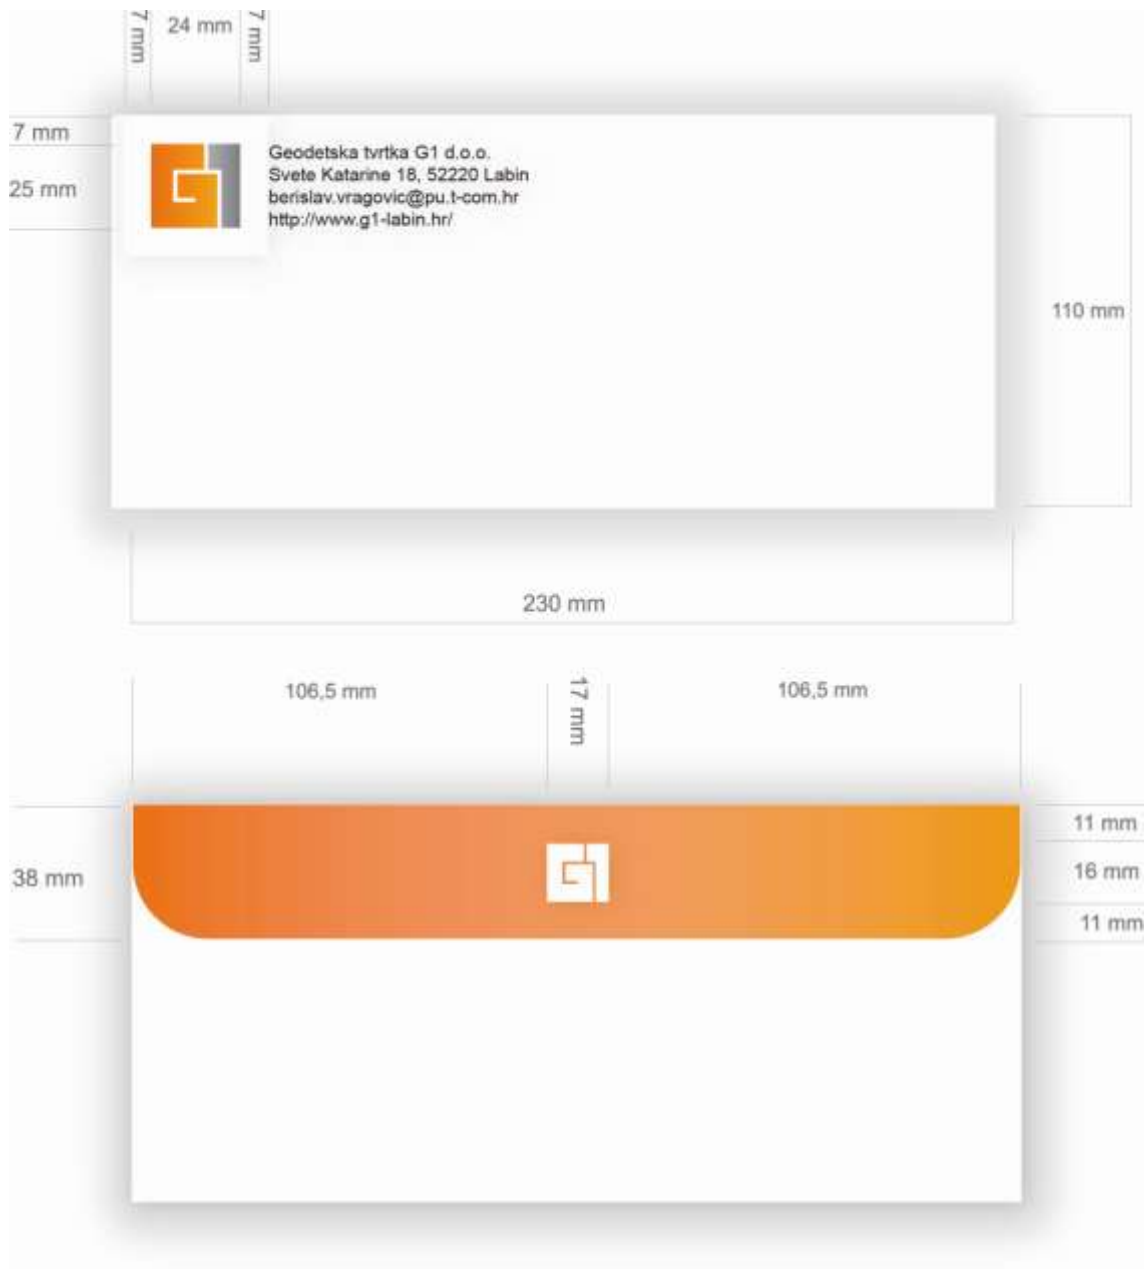 7 mm
24 mm
7 mm
7 mm
25 mm
G1
Geodetska tvrtka G1 d.o.o.
Svete Katarine 18, 52220 Labin
berislav.vragovic@pu.t-com.hr
http://www.g1-labin.hr/
110 mm
230 mm
106,5 mm
17 mm
106,5 mm
38 mm
G1
11 mm
16 mm
11 mm